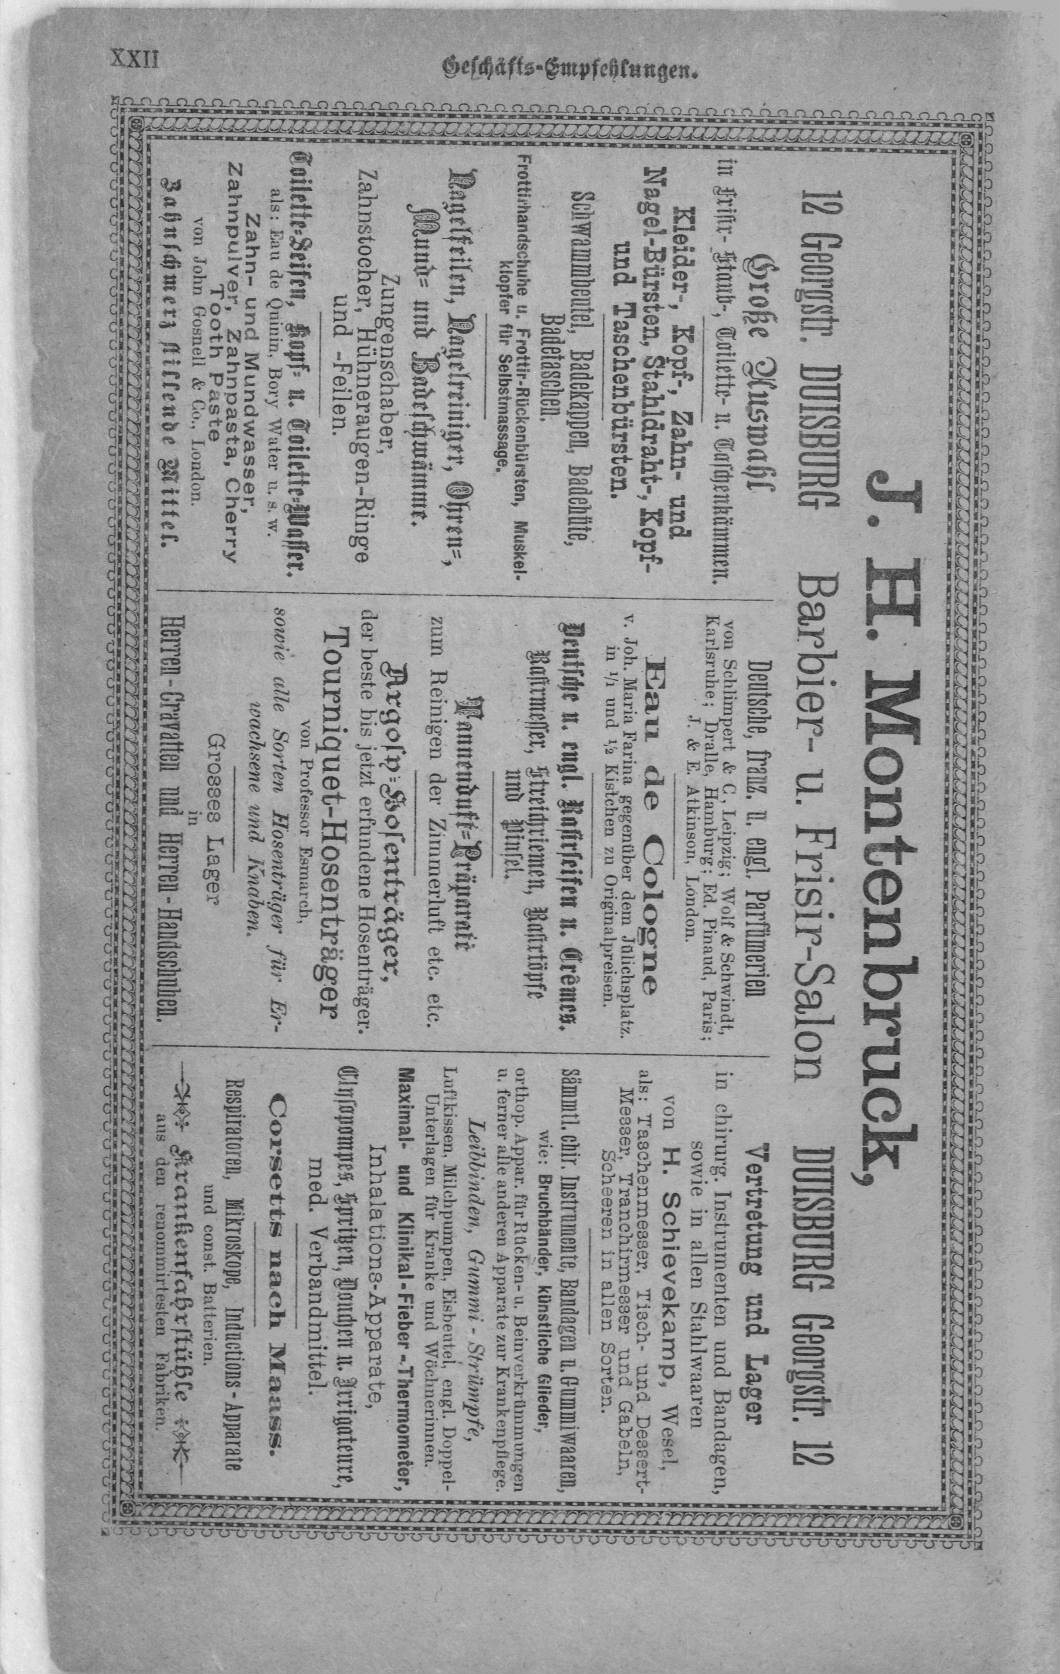 XXII
Geschäfts-Empfehlungen.
J. H. Montenbruck,
12 Georgstr. DUISBURG Barbier- u. Frisir-Salon DUISBURG Georgstr. 12
Große Auswahl
in Frisir- Staub-, Toilette- u. Taschenkämmen.
Kleider-, Kopf-, Zahn- und
Nagel-Bürsten, Stahldraht-, Kopf-
und Taschenbürsten.
Schwammbeutel, Badekappen, Badehüte,
Badetaschen.
Frottirhandschuhe u. Frottir-Rückenbürsten, Muskel-
klopfer für Selbstmassage.
Nagelfeilen, Nagelreiniger, Ohren-,
Mund- und Badeschwämme.
Zungenschaber,
Zahnstocher, Hühneraugen-Ringe
und -Feilen.
Toilette-Seifen, Kopf- u. Toilette-Wasser.
als: Eau de Quinin, Bory Water u. s. w.
Zahn- und Mundwasser,
Zahnpulver, Zahnpasta, Cherry
Tooth Paste
von John Gosnell & Co., London.
Zahnschmerz stillende Mittel.
Deutsche, franz. u. engl. Parfümerien
von Schlimpert & C., Leipzig; Wolf & Schwindt,
Karlsruhe; Dralle, Hamburg; Ed. Pinaud, Paris;
J. & E. Atkinson, London.
Eau de Cologne
v. Joh. Maria Farina gegenüber dem Jülichsplatz.
in 1/1 und 1/2 Kistchen zu Originalpreisen.
Deutsche u. engl. Rasirseifen u. Crêmes.
Rasirmesser, Streichriemen, Rasirtöpfe
und Pinsel.
Tannenduft-Präparate
zum Reinigen der Zimmerluft etc. etc.
Argosy-Hosenträger,
der beste bis jetzt erfundene Hosenträger.
Tourniquet-Hosenträger
von Professor Esmarch,
sowie alle Sorten Hosenträger für Er-
wachsene und Knaben.
Grosses Lager
in
Herren-Cravatten und Herren-Handschuhen.
Vertretung und Lager
in chirurg. Instrumenten und Bandagen,
sowie in allen Stahlwaaren
von H. Schievekamp, Wesel,
als: Taschenmesser, Tisch- und Dessert-
Messer, Tranchirmesser und Gabeln,
Scheeren in allen Sorten.
Sämmtl. chir. Instrumente, Bandagen u. Gummiwaaren,
wie: Bruchbänder, künstliche Glieder,
orthop. Appar. für Rücken- u. Beinverkrümmungen
u. ferner alle anderen Apparate zur Krankenpflege.
Leibbinden, Gummi-Strümpfe,
Luftkissen, Milchpumpen, Eisbeutel, engl. Doppel-
Unterlagen für Kranke und Wöchnerinnen.
Maximal- und Klinikal-Fieber-Thermometer,
Inhalations-Apparate,
Clysopompes, Spritzen, Douchen u. Irrigateure,
med. Verbandmittel.
Corsetts nach Maass.
Respiratoren, Mikroskope, Inductions-Apparate
und const. Batterien.
Krankenfahrstühle
aus den renommirtesten Fabriken.